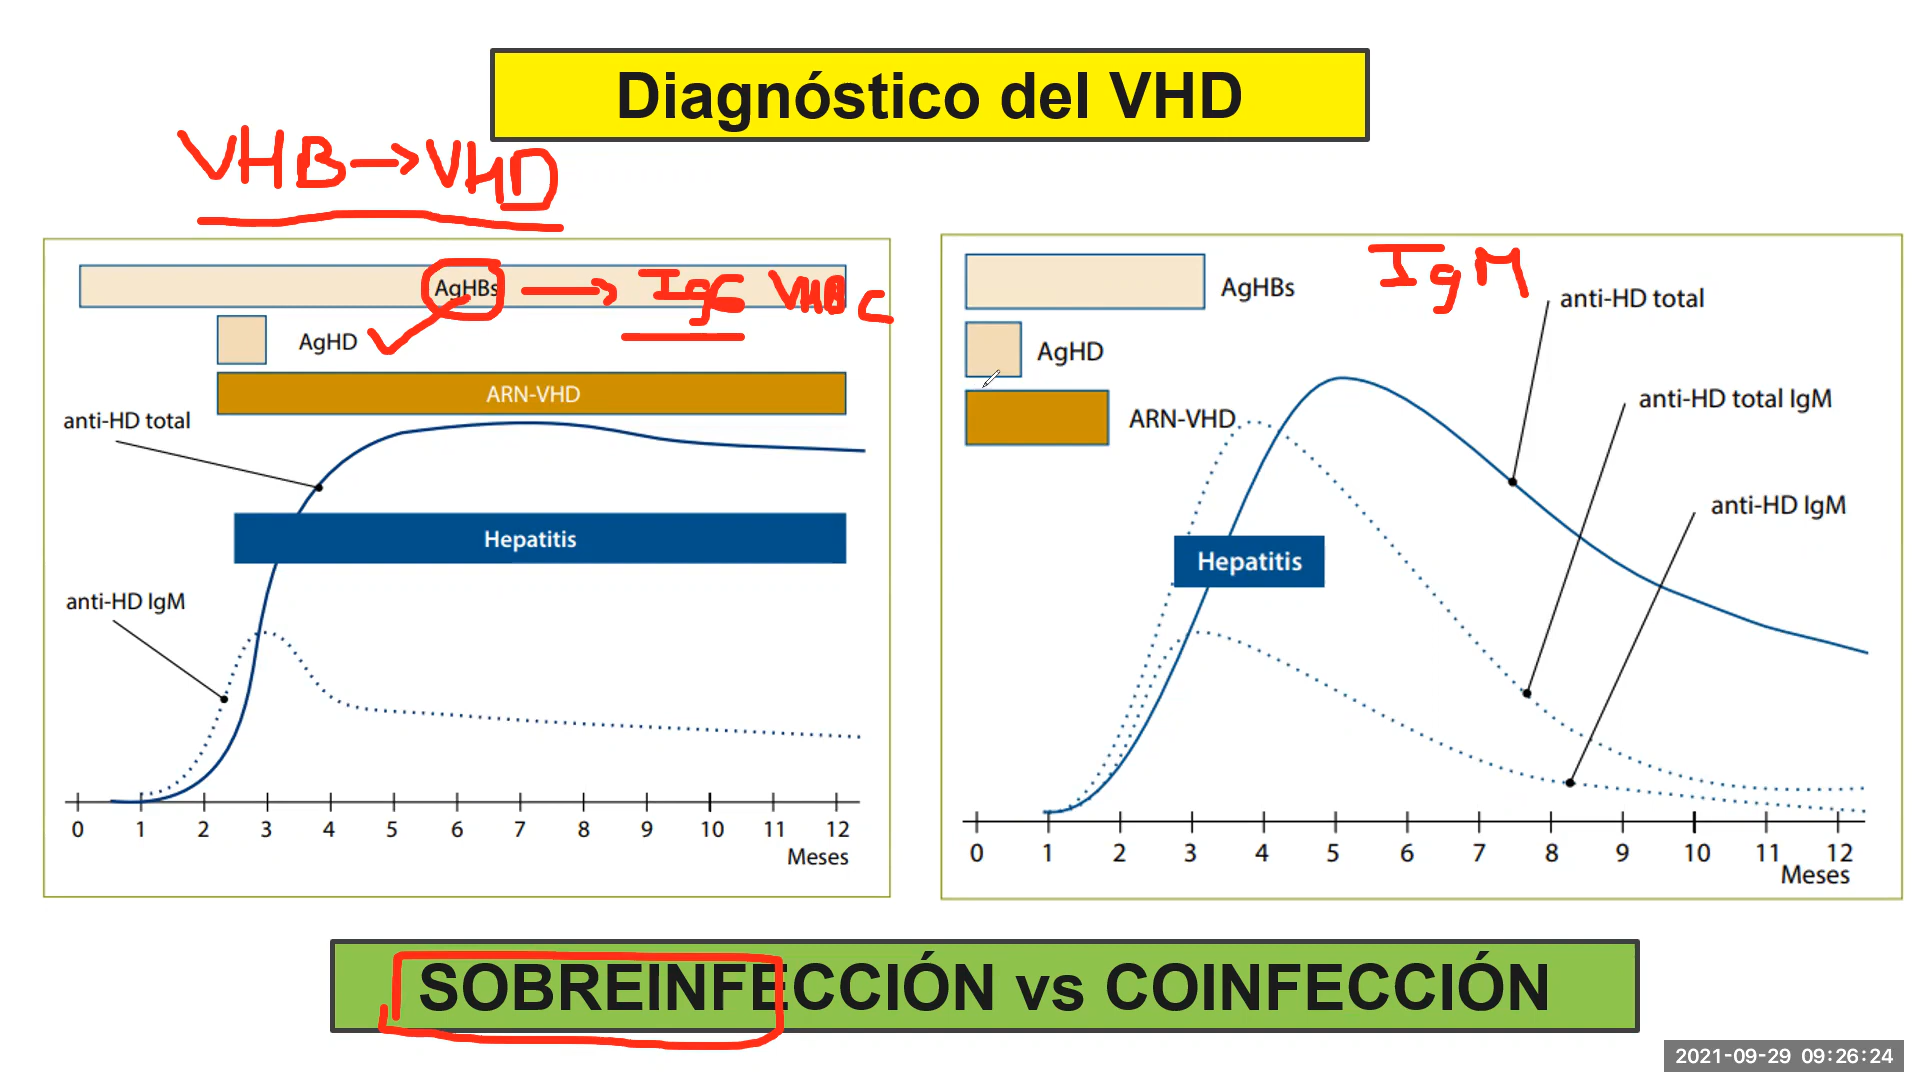 Diagnóstico del VHD
VHB → VHD
AgHBs → IgG VHB C
AgHD
ARN-VHD
anti-HD total
Hepatitis
anti-HD IgM
0 1 2 3 4 5 6 7 8 9 10 11 12
Meses
IgM
AgHBs
anti-HD total
AgHD
anti-HD total IgM
ARN-VHD
anti-HD IgM
Hepatitis
0 1 2 3 4 5 6 7 8 9 10 11 12
Meses
SOBREINFECCIÓN vs COINFECCIÓN
2021-09-29 09:26:24